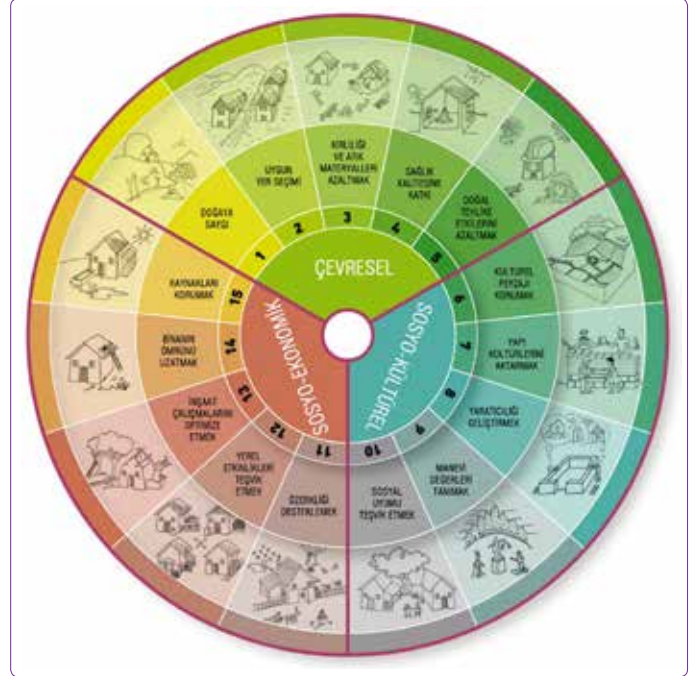 ÇEVRESEL
SOSYO-KÜLTÜREL
SOSYO-EKONOMİK
1
DOĞAYA
SAYGI
2
UYGUN
YER SEÇİMİ
3
KİRLİLİĞİ
VE ATIK
MATERYALLERİ
AZALTMAK
4
SAĞLIK
KALİTESİNE
KATKI
5
DOĞAL
TEHLİKE
ETKİLERİNİ
AZALTMAK
6
KÜLTÜREL
PEYZAJI
KORUMAK
7
YAPI
KÜLTÜRLERİNİ
AKTARMAK
8
YARATICILIĞI
GELİŞTİRMEK
9
MANEVİ
DEĞERLERİ
TANIMAK
10
SOSYAL
UYUMU
TEŞVİK ETMEK
11
ÖZERKLİĞİ
DESTEKLEMEK
12
YEREL
ETKİNLİKLERİ
TEŞVİK
ETMEK
13
İNŞAAT
ÇALIŞMALARINI
OPTİMİZE
ETMEK
14
BİNANIN
ÖMRÜNÜ
UZATMAK
15
KAYNAKLARI
KORUMAK